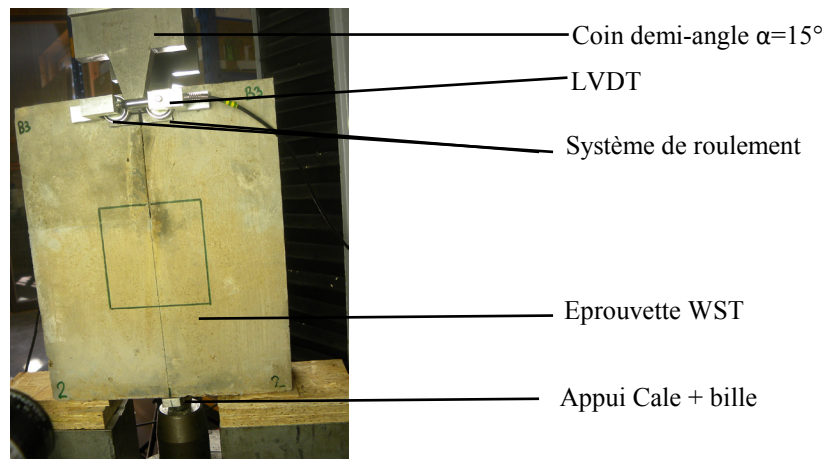 Coin demi-angle α=15°
LVDT
Système de roulement
Eprouvette WST
Appui Cale + bille
B3
B3
2
2